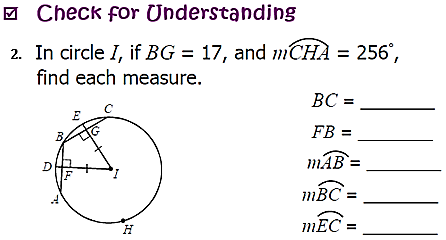 ☑ Check for Understanding
2. In circle I, if BG = 17, and mCHA = 256°,
find each measure.
BC = ________
FB = ________
mAB = ________
mBC = ________
mEC = ________
E
C
B
G
D
F
I
A
H